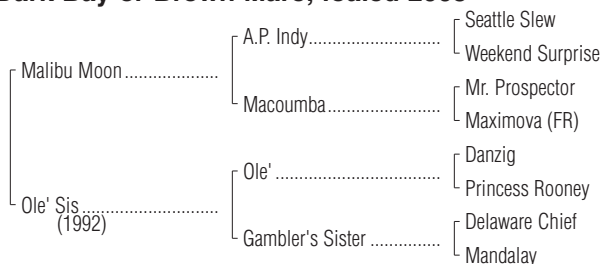 Dark Bay or Brown Mare; foaled 2003
Seattle Slew
A.P. Indy
Weekend Surprise
Malibu Moon
Mr. Prospector
Macoumba
Maximova (FR)
Danzig
Ole'
Princess Rooney
Ole' Sis
(1992)
Delaware Chief
Gambler's Sister
Mandalay